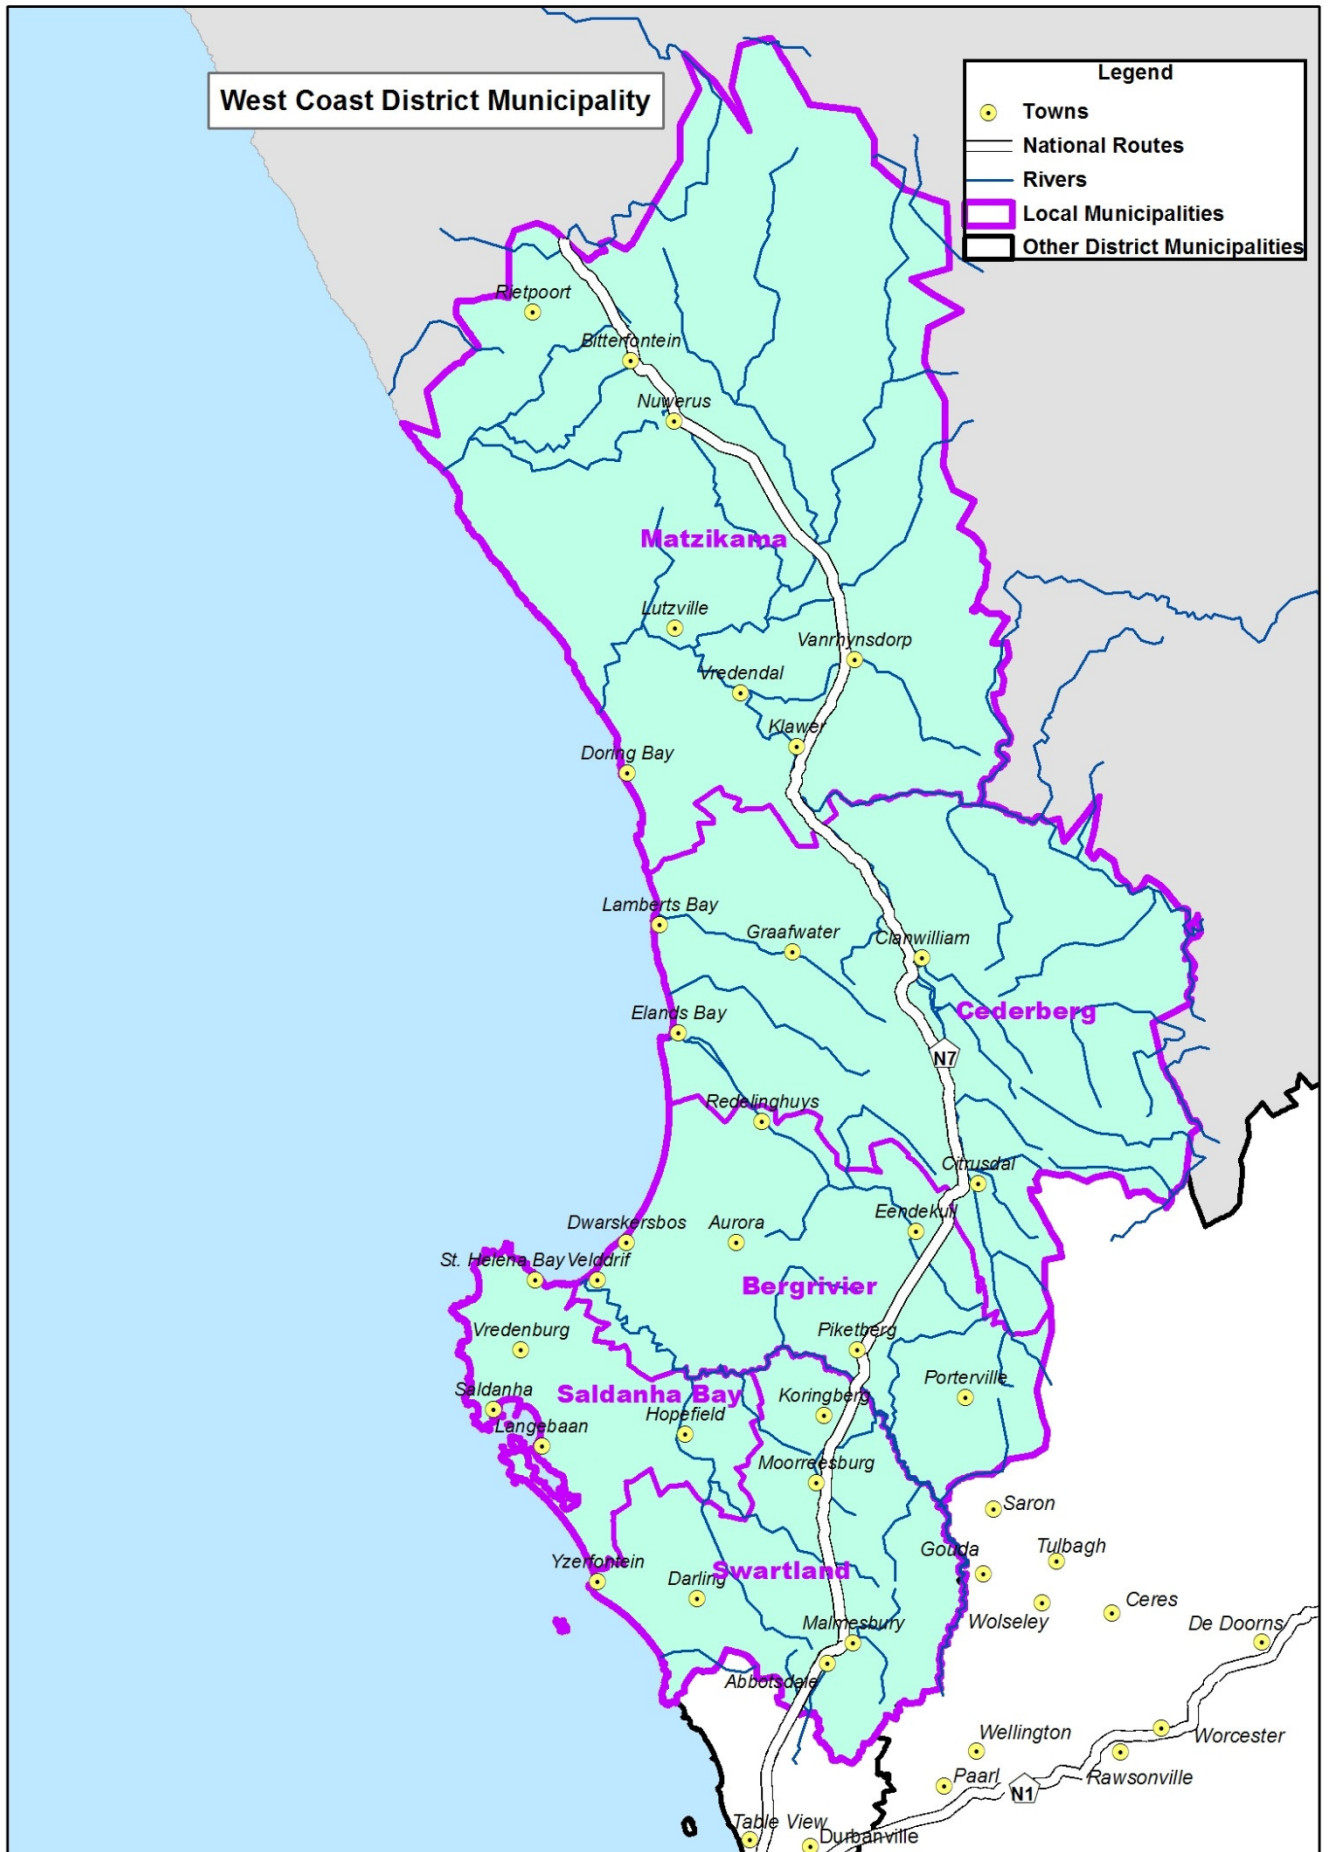 West Coast District Municipality
Legend
Towns
National Routes
Rivers
Local Municipalities
Other District Municipalities
Rietpoort
Bitterfontein
Nuwerus
Matzikama
Lutzville
Vanrhynsdorp
Vredendal
Klawer
Doring Bay
Lamberts Bay
Graafwater
Clanwilliam
Cederberg
Elands Bay
N7
Redelinghuys
Citrusdal
Eendekuil
Dwarskersbos
Aurora
St. Helena Bay
Velddrif
Bergrivier
Vredenburg
Piketberg
Porterville
Saldanha Bay
Saldanha
Koringberg
Hopefield
Langebaan
Moorreesburg
Saron
Gouda
Tulbagh
Yzerfontein
Swartland
Darling
Wolseley
Ceres
De Doorns
Malmesbury
Abbotsdale
Wellington
Worcester
Paarl
Rawsonville
N1
Table View
Durbanville